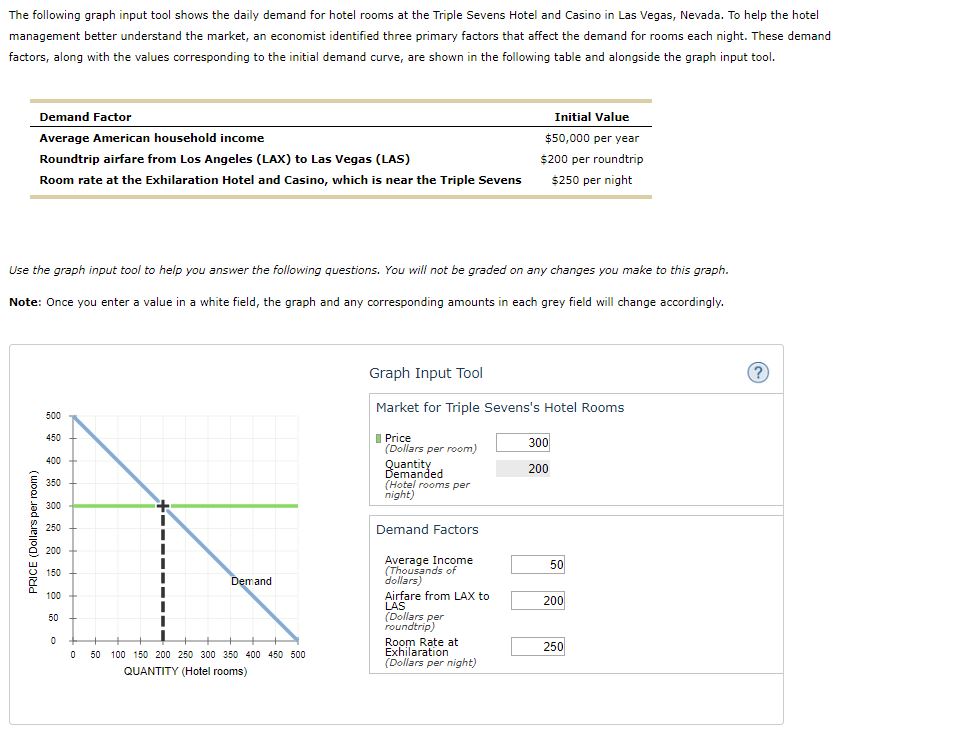 The following graph input tool shows the daily demand for hotel rooms at the Triple Sevens Hotel and Casino in Las Vegas, Nevada. To help the hotel
management better understand the market, an economist identified three primary factors that affect the demand for rooms each night. These demand
factors, along with the values corresponding to the initial demand curve, are shown in the following table and alongside the graph input tool.
Demand Factor Initial Value
Average American household income $50,000 per year
Roundtrip airfare from Los Angeles (LAX) to Las Vegas (LAS) $200 per roundtrip
Room rate at the Exhilaration Hotel and Casino, which is near the Triple Sevens $250 per night
Use the graph input tool to help you answer the following questions. You will not be graded on any changes you make to this graph.
Note: Once you enter a value in a white field, the graph and any corresponding amounts in each grey field will change accordingly.
PRICE (Dollars per room)
500
450
400
350
300
250
200
150
100
50
0
Demand
0 50 100 150 200 250 300 350 400 450 500
QUANTITY (Hotel rooms)
Graph Input Tool
?
Market for Triple Sevens's Hotel Rooms
Price
(Dollars per room)
300
Quantity
Demanded
(Hotel rooms per
night)
200
Demand Factors
Average Income
(Thousands of
dollars)
50
Airfare from LAX to
LAS
(Dollars per
roundtrip)
200
Room Rate at
Exhilaration
(Dollars per night)
250